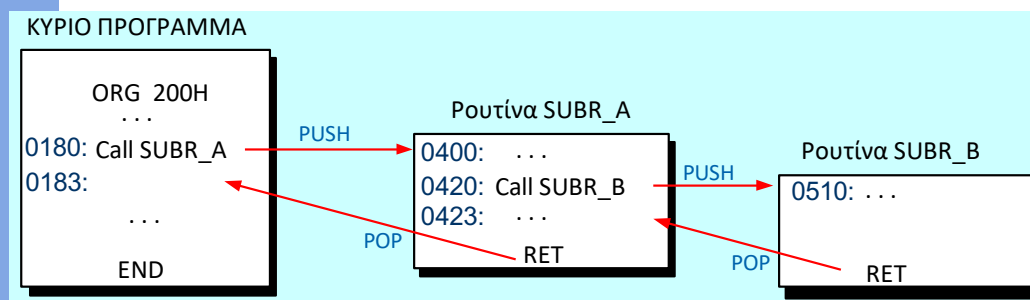 ΚΥΡΙΟ ΠΡΟΓΡΑΜΜΑ
ORG 200H
...
0180: Call SUBR_A
0183:
...
END
PUSH
POP
Ρουτίνα SUBR_A
0400: ...
0420: Call SUBR_B
0423: ...
RET
PUSH
POP
Ρουτίνα SUBR_B
0510: ...
RET